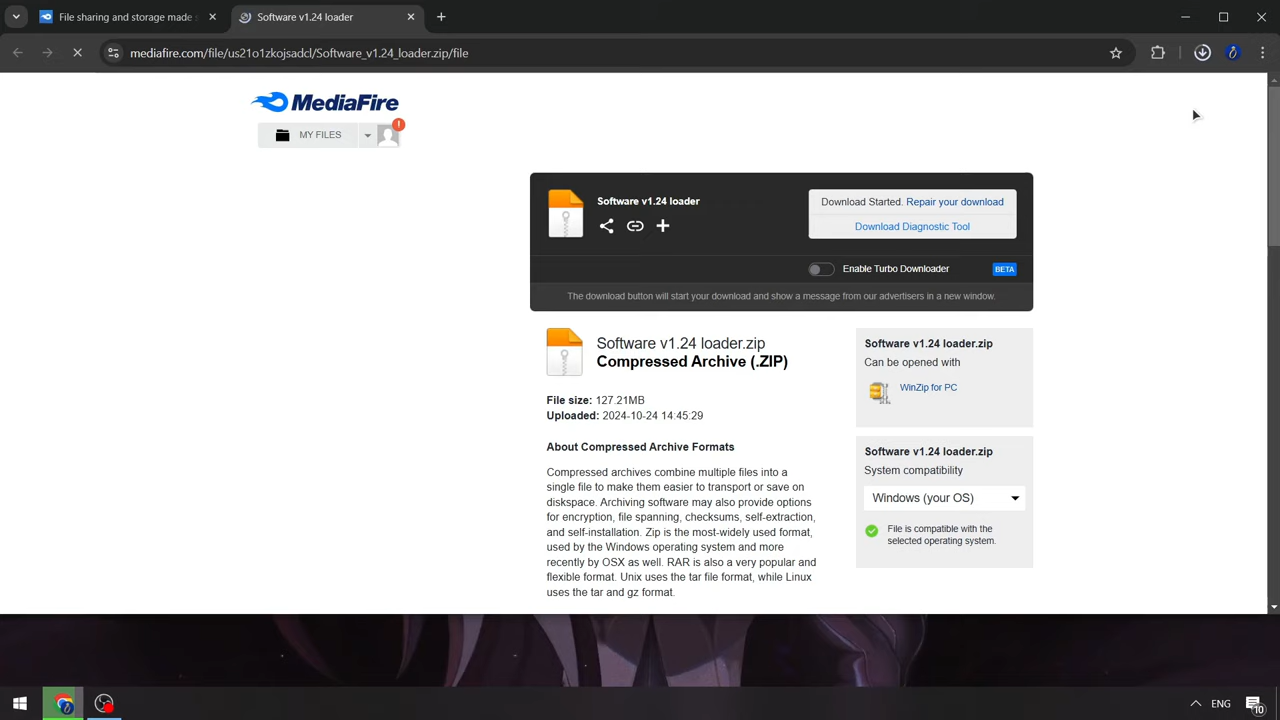 File sharing and storage made s
Software v1.24 loader
mediafire.com/file/us21o1zkojsadcl/Software_v1.24_loader.zip/file
MediaFire
MY FILES
!
Software v1.24 loader
Download Started. Repair your download
Download Diagnostic Tool
Enable Turbo Downloader
BETA
The download button will start your download and show a message from our advertisers in a new window.
Software v1.24 loader.zip
Compressed Archive (.ZIP)
File size: 127.21MB
Uploaded: 2024-10-24 14:45:29
About Compressed Archive Formats
Compressed archives combine multiple files into a
single file to make them easier to transport or save on
diskspace. Archiving software may also provide options
for encryption, file spanning, checksums, self-extraction,
and self-installation. Zip is the most-widely used format,
used by the Windows operating system and more
recently by OSX as well. RAR is also a very popular and
flexible format. Unix uses the tar file format, while Linux
uses the tar and gz format.
Software v1.24 loader.zip
Can be opened with
WinZip for PC
Software v1.24 loader.zip
System compatibility
Windows (your OS)
File is compatible with the
selected operating system.
ENG
10